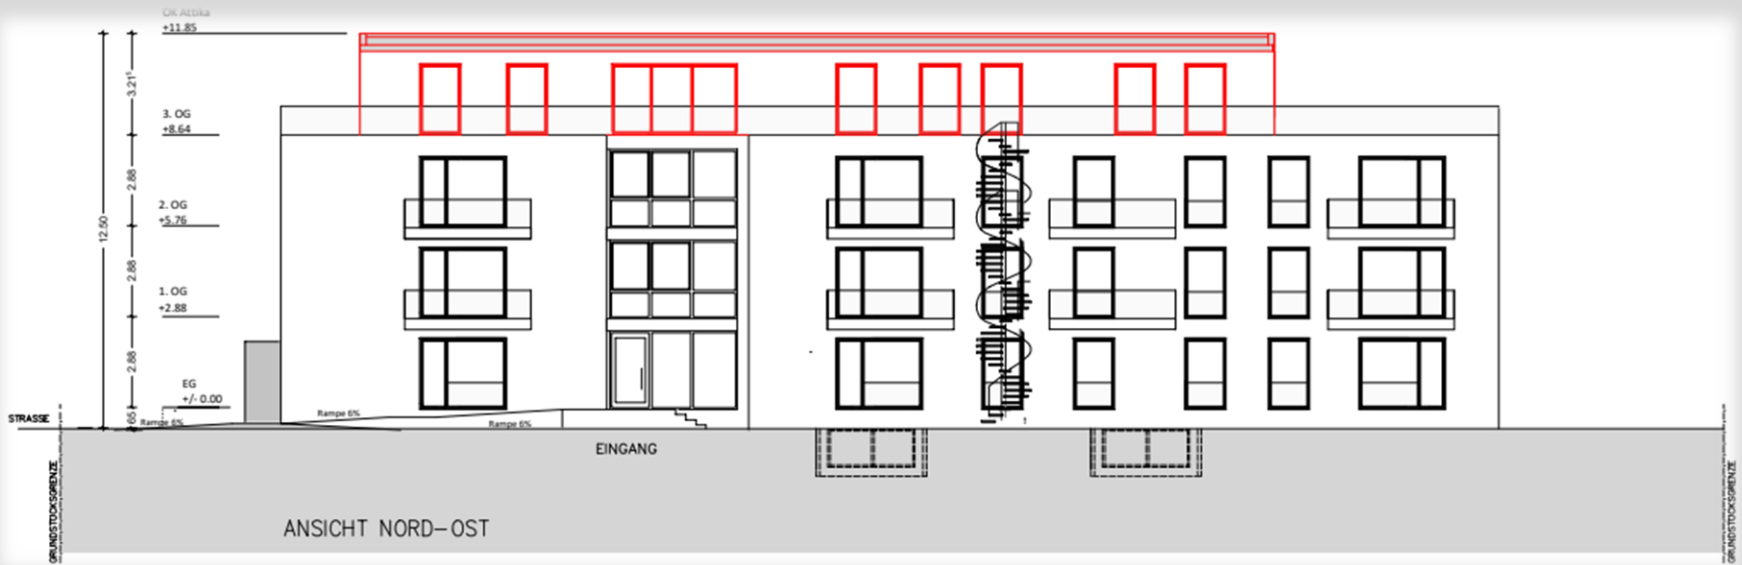 OK Attika
+11.85
3.21⁵
3. OG
+8.64
2.88
2. OG
+5.76
12.50
2.88
1. OG
+2.88
2.88
EG
+/- 0.00
65
STRASSE
Rampe 6%
Rampe 6%
Rampe 6%
EINGANG
GRUNDSTÜCKSGRENZE
GRUNDSTÜCKSGRENZE
ANSICHT NORD-OST